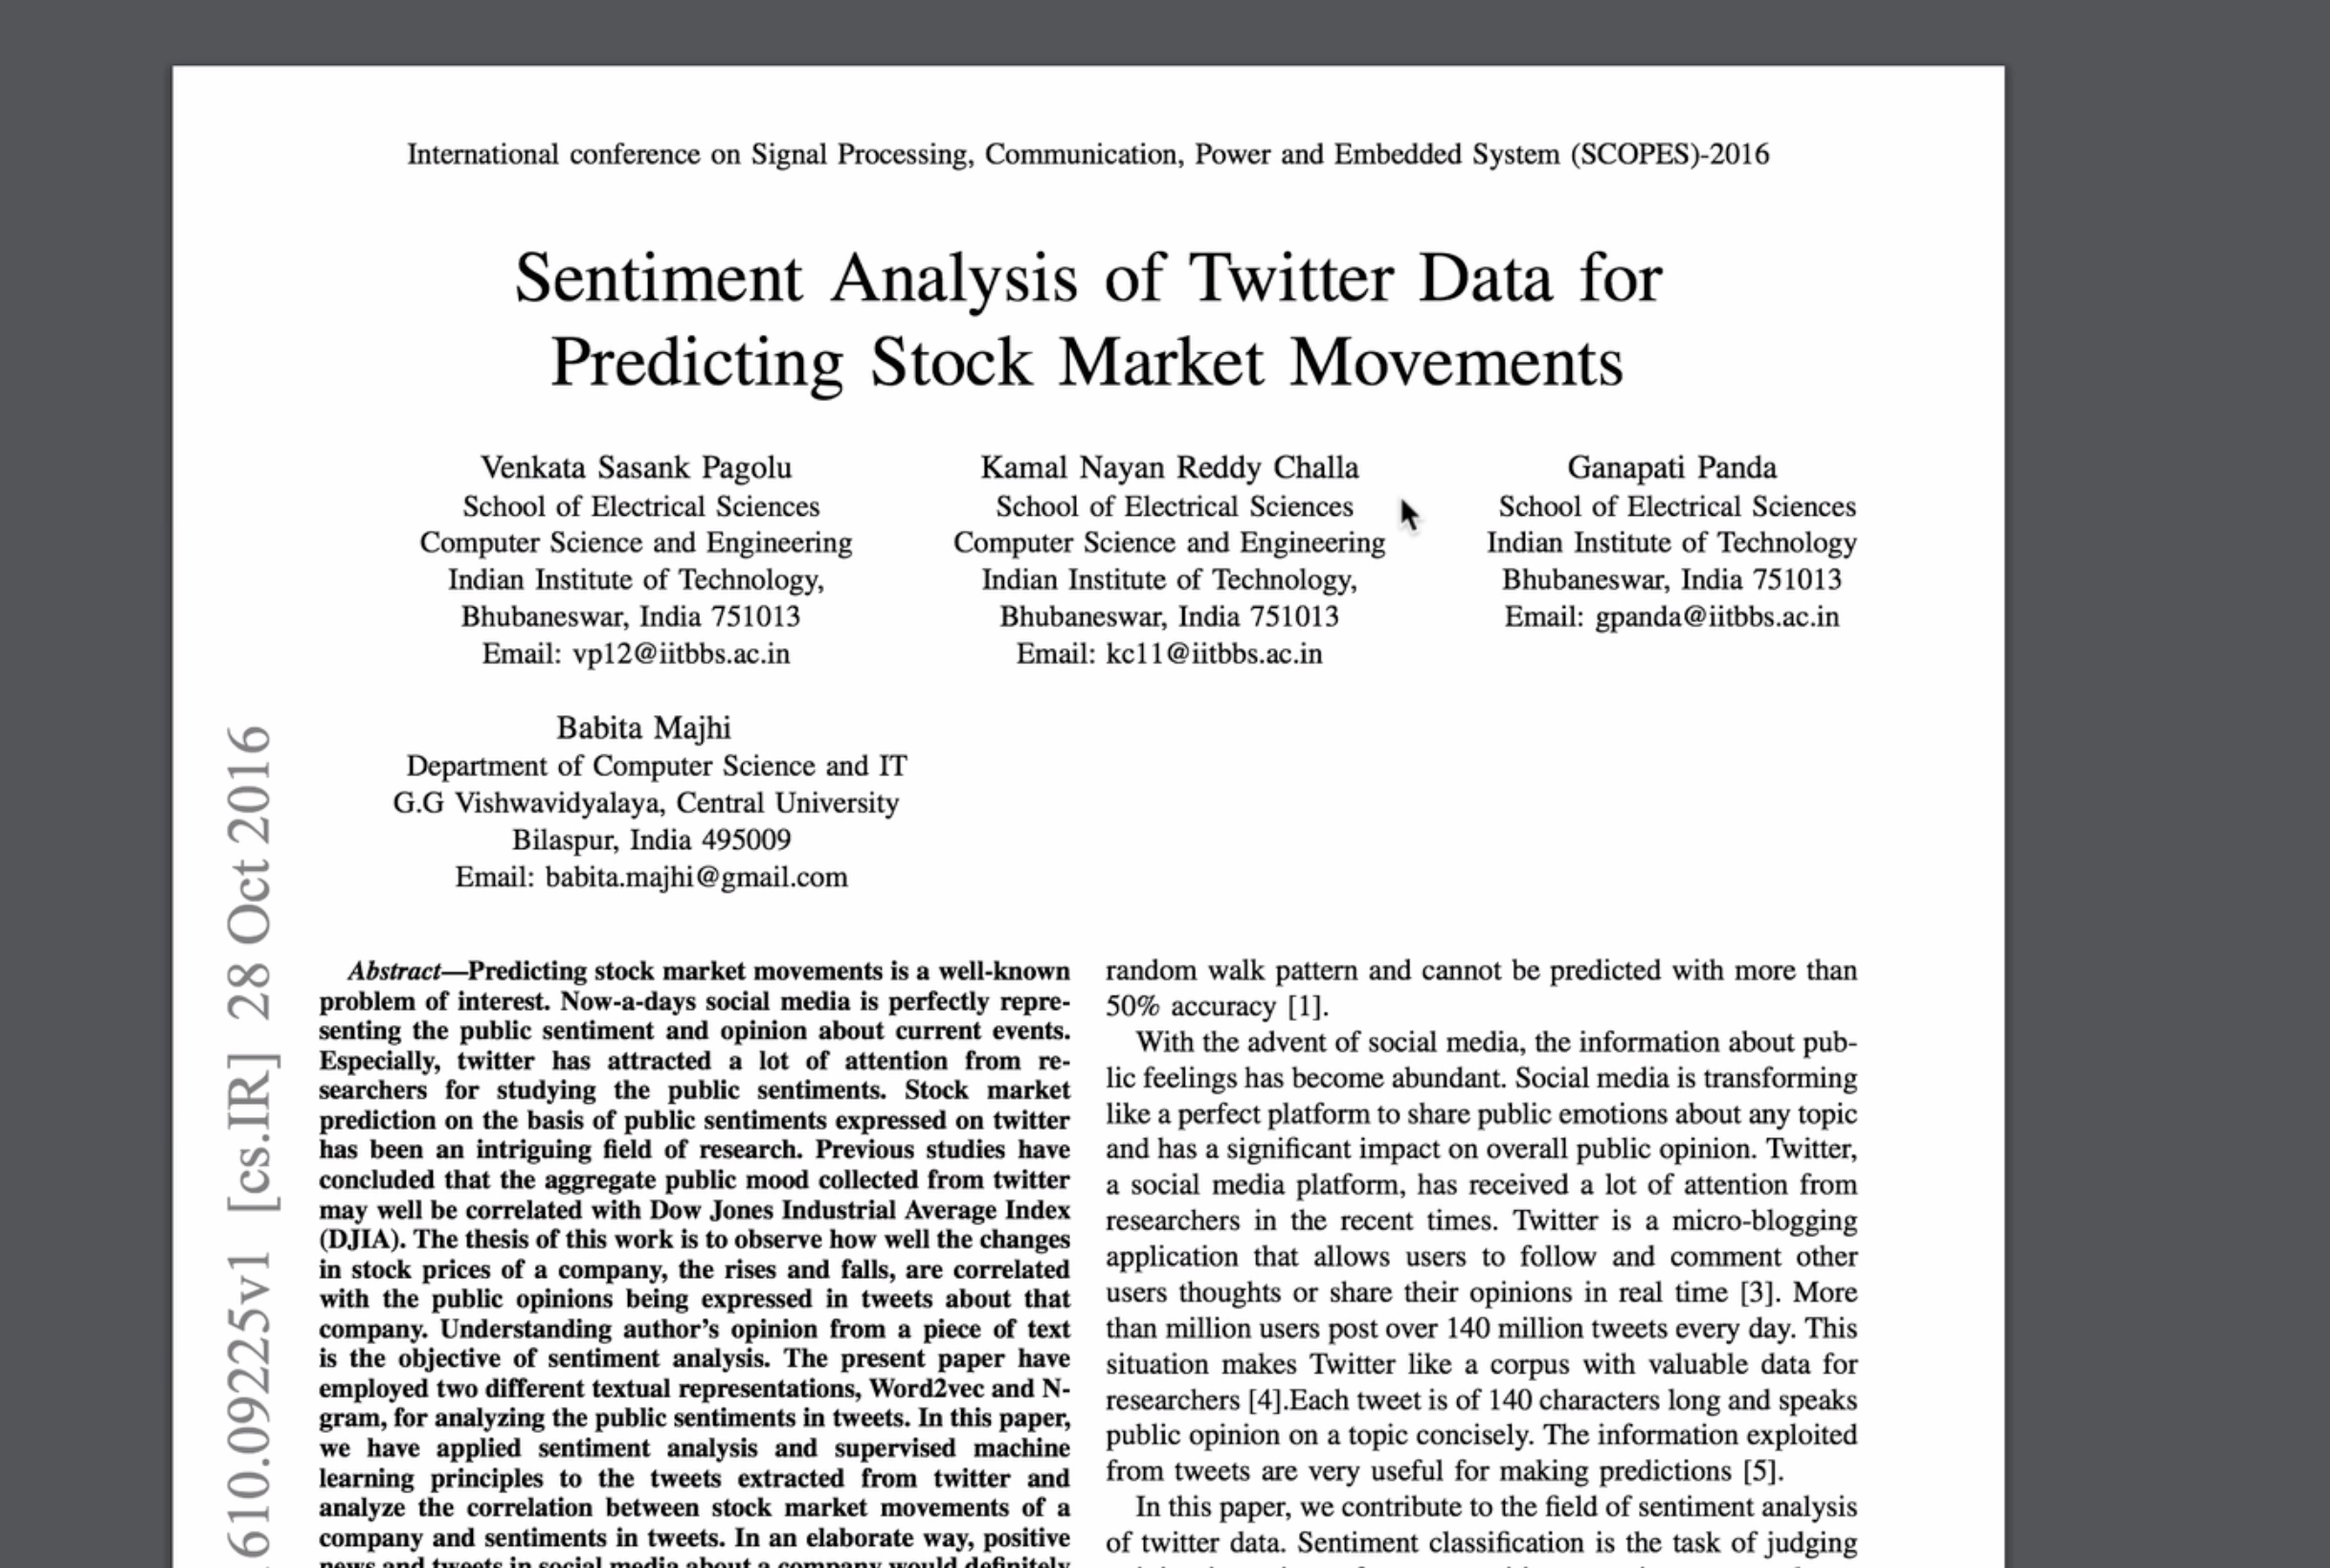 International conference on Signal Processing, Communication, Power and Embedded System (SCOPES)-2016
Sentiment Analysis of Twitter Data for
Predicting Stock Market Movements
Venkata Sasank Pagolu
School of Electrical Sciences
Computer Science and Engineering
Indian Institute of Technology,
Bhubaneswar, India 751013
Email: vp12@iitbbs.ac.in
Kamal Nayan Reddy Challa
School of Electrical Sciences
Computer Science and Engineering
Indian Institute of Technology,
Bhubaneswar, India 751013
Email: kc11@iitbbs.ac.in
Ganapati Panda
School of Electrical Sciences
Indian Institute of Technology
Bhubaneswar, India 751013
Email: gpanda@iitbbs.ac.in
Babita Majhi
Department of Computer Science and IT
G.G Vishwavidyalaya, Central University
Bilaspur, India 495009
Email: babita.majhi@gmail.com
610.09225v1 [cs.IR] 28 Oct 2016
Abstract—Predicting stock market movements is a well-known
problem of interest. Now-a-days social media is perfectly repre-
senting the public sentiment and opinion about current events.
Especially, twitter has attracted a lot of attention from re-
searchers for studying the public sentiments. Stock market
prediction on the basis of public sentiments expressed on twitter
has been an intriguing field of research. Previous studies have
concluded that the aggregate public mood collected from twitter
may well be correlated with Dow Jones Industrial Average Index
(DJIA). The thesis of this work is to observe how well the changes
in stock prices of a company, the rises and falls, are correlated
with the public opinions being expressed in tweets about that
company. Understanding author's opinion from a piece of text
is the objective of sentiment analysis. The present paper have
employed two different textual representations, Word2vec and N-
gram, for analyzing the public sentiments in tweets. In this paper,
we have applied sentiment analysis and supervised machine
learning principles to the tweets extracted from twitter and
analyze the correlation between stock market movements of a
company and sentiments in tweets. In an elaborate way, positive
news and tweets in social media about a company would definitely
random walk pattern and cannot be predicted with more than
50% accuracy [1].
With the advent of social media, the information about pub-
lic feelings has become abundant. Social media is transforming
like a perfect platform to share public emotions about any topic
and has a significant impact on overall public opinion. Twitter,
a social media platform, has received a lot of attention from
researchers in the recent times. Twitter is a micro-blogging
application that allows users to follow and comment other
users thoughts or share their opinions in real time [3]. More
than million users post over 140 million tweets every day. This
situation makes Twitter like a corpus with valuable data for
researchers [4].Each tweet is of 140 characters long and speaks
public opinion on a topic concisely. The information exploited
from tweets are very useful for making predictions [5].
In this paper, we contribute to the field of sentiment analysis
of twitter data. Sentiment classification is the task of judging